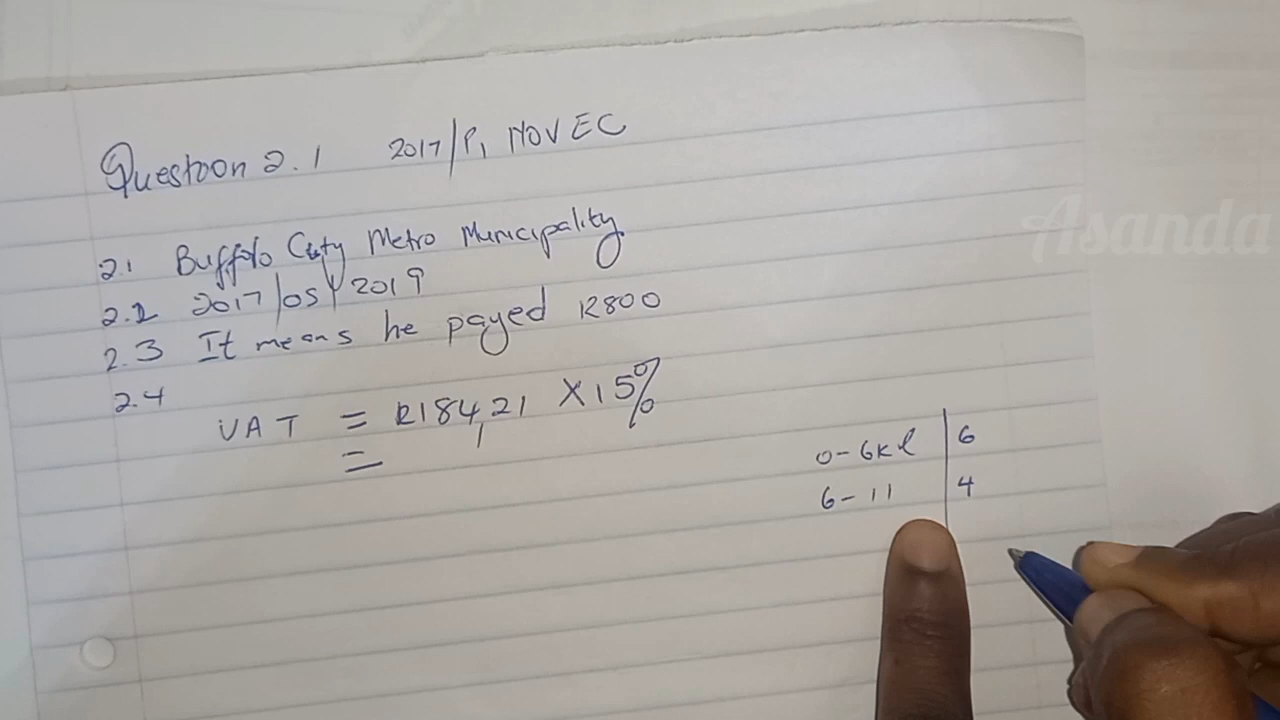 Questoon 2.1 2017/P1 NOV EC
2.1 Buffalo City Metro Municipality
2.2 2017/05/2019
2.3 It means he payed R800
2.4
VAT = R184,21 X15%
=
0-6kl 6
6-11 4
Asanda